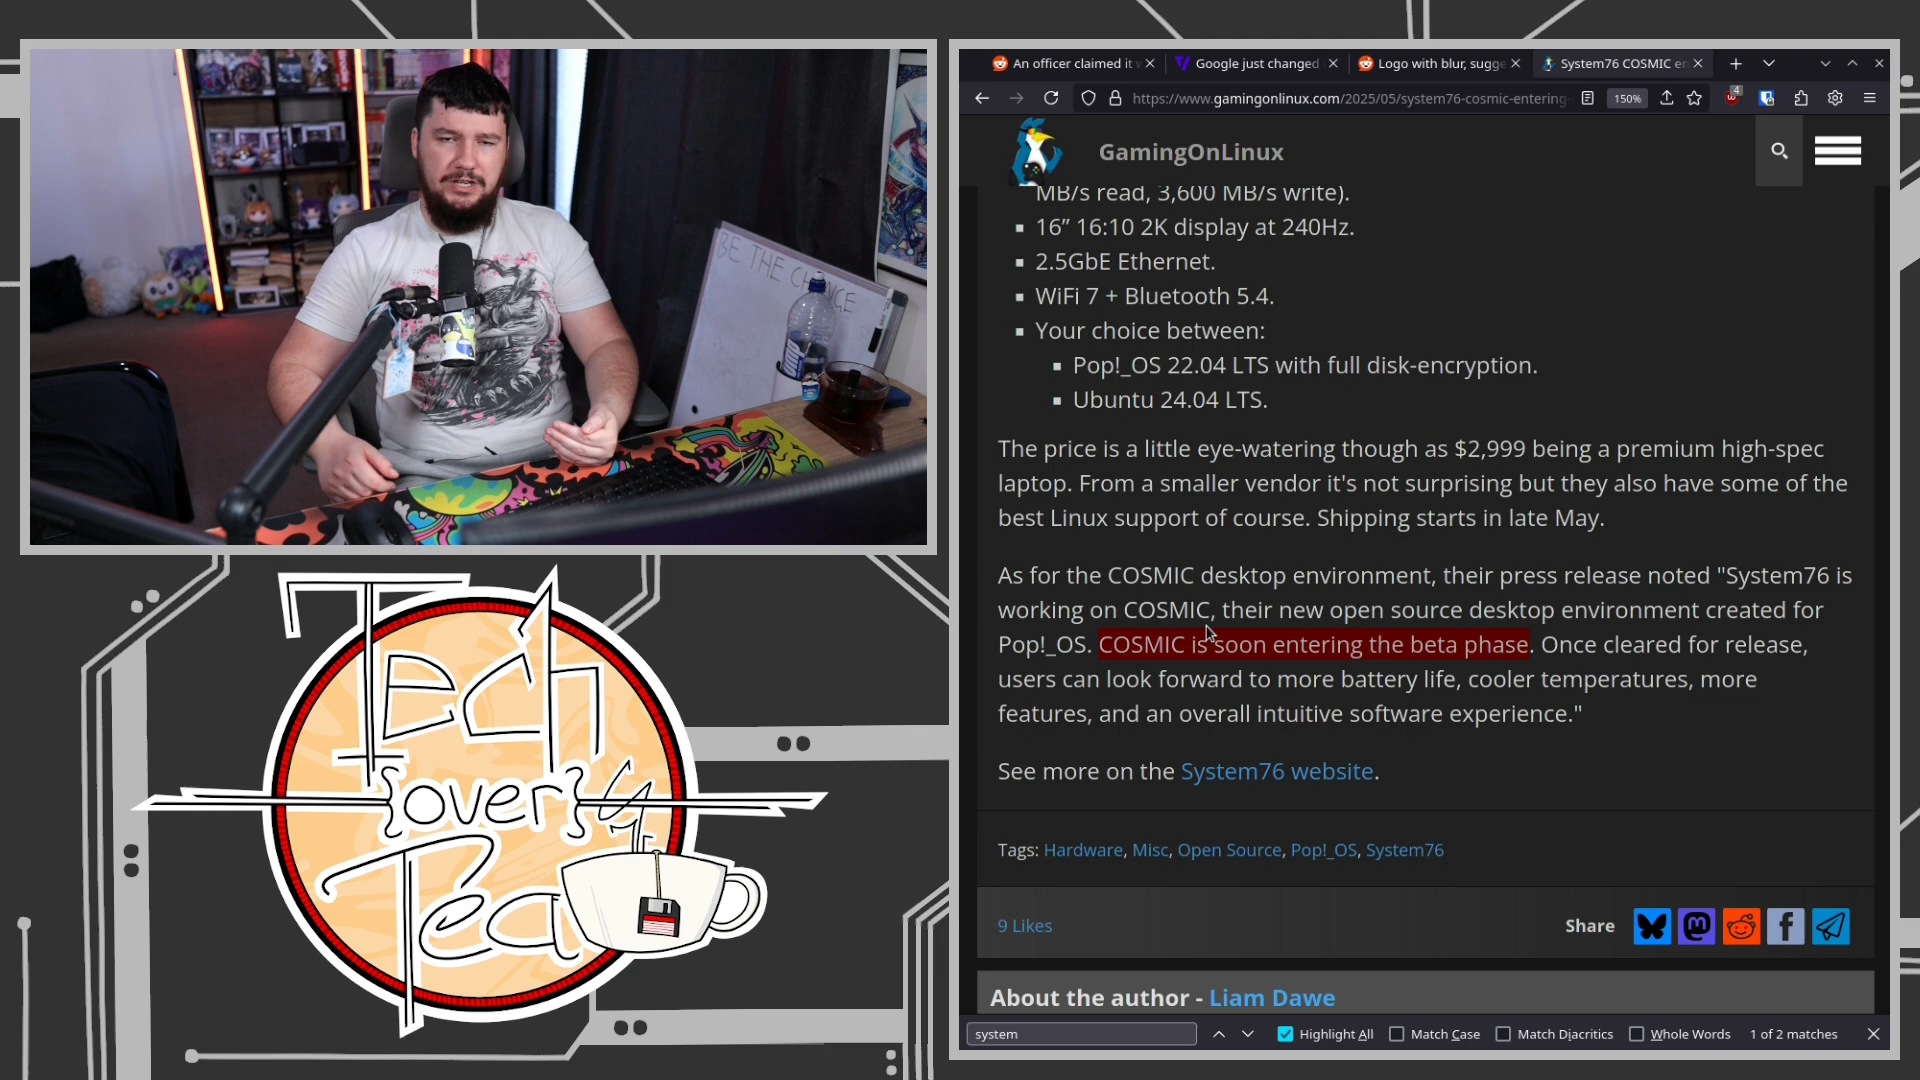 BE THE CHANGE
Tech
{over}
Tea
An officer claimed it w
Google just changed
Logo with blur, sugge
System76 COSMIC en
https://www.gamingonlinux.com/2025/05/system76-cosmic-entering-
150%
4
GamingOnLinux
MB/s read, 3,600 MB/s write).
▪ 16” 16:10 2K display at 240Hz.
▪ 2.5GbE Ethernet.
▪ WiFi 7 + Bluetooth 5.4.
▪ Your choice between:
▪ Pop!_OS 22.04 LTS with full disk-encryption.
▪ Ubuntu 24.04 LTS.
The price is a little eye-watering though as $2,999 being a premium high-spec
laptop. From a smaller vendor it's not surprising but they also have some of the
best Linux support of course. Shipping starts in late May.
As for the COSMIC desktop environment, their press release noted "System76 is
working on COSMIC, their new open source desktop environment created for
Pop!_OS. COSMIC is soon entering the beta phase. Once cleared for release,
users can look forward to more battery life, cooler temperatures, more
features, and an overall intuitive software experience."
See more on the System76 website.
Tags: Hardware, Misc, Open Source, Pop!_OS, System76
9 Likes
Share
About the author - Liam Dawe
system
Highlight All
Match Case
Match Diacritics
Whole Words
1 of 2 matches